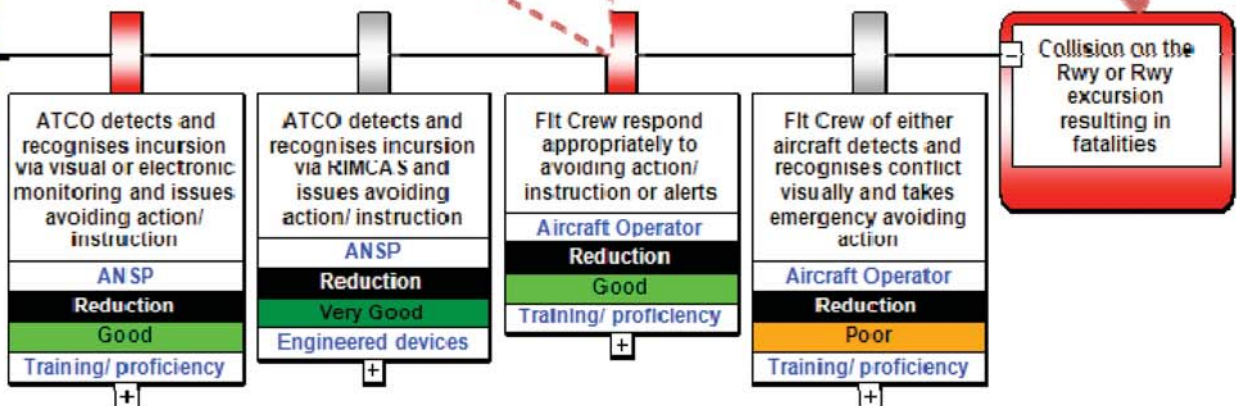 ATCO detects and
recognises incursion
via visual or electronic
monitoring and issues
avoiding action/
instruction
ANSP
Reduction
Good
Training/ proficiency
+
ATCO detects and
recognises incursion
via RIMCAS and
issues avoiding
action/ instruction
ANSP
Reduction
Very Good
Engineered devices
+
Flt Crew respond
appropriately to
avoiding action/
instruction or alerts
Aircraft Operator
Reduction
Good
Training/ proficiency
+
Flt Crew of either
aircraft detects and
recognises conflict
visually and takes
emergency avoiding
action
Aircraft Operator
Reduction
Poor
Training/ proficiency
+
Collision on the
Rwy or Rwy
excursion
resulting in
fatalities